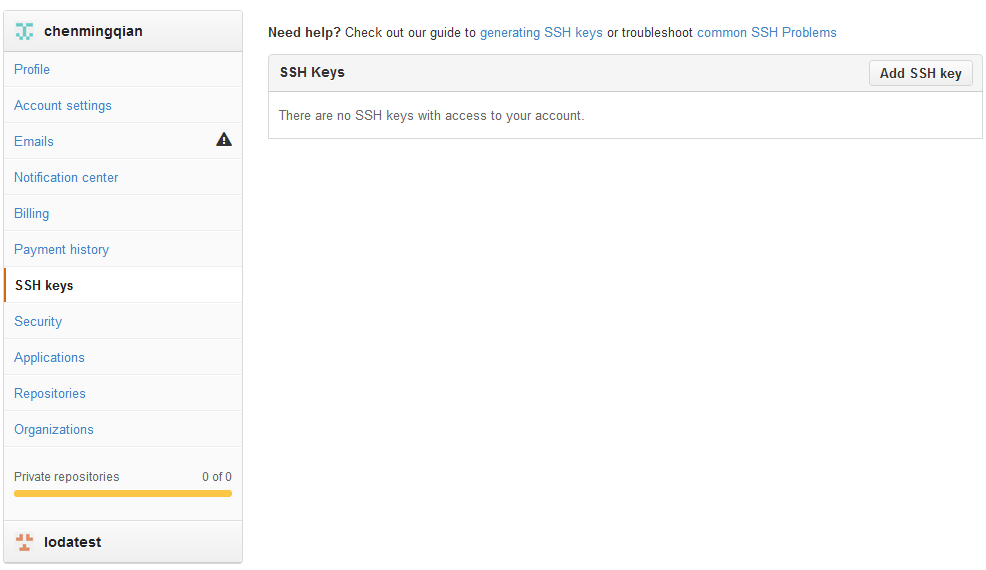 chenmingqian
Profile
Account settings
Emails
Notification center
Billing
Payment history
SSH keys
Security
Applications
Repositories
Organizations
Private repositories 0 of 0
lodatest
Need help? Check out our guide to generating SSH keys or troubleshoot common SSH Problems
SSH Keys Add SSH key
There are no SSH keys with access to your account.